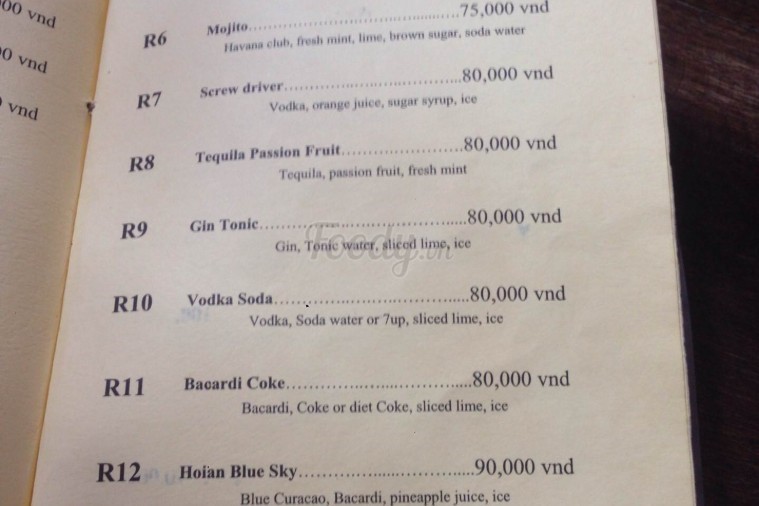 00 vnd
0 vnd
vnd
R6 Mojito...............................75,000 vnd
Havana club, fresh mint, lime, brown sugar, soda water
R7 Screw driver...............................80,000 vnd
Vodka, orange juice, sugar syrup, ice
R8 Tequila Passion Fruit.....................80,000 vnd
Tequila, passion fruit, fresh mint
R9 Gin Tonic...................................80,000 vnd
Gin, Tonic water, sliced lime, ice
Foody.vn
R10 Vodka Soda.................................80,000 vnd
Vodka, Soda water or 7up, sliced lime, ice
R11 Bacardi Coke...............................80,000 vnd
Bacardi, Coke or diet Coke, sliced lime, ice
R12 Hoian Blue Sky.............................90,000 vnd
Blue Curacao, Bacardi, pineapple juice, ice